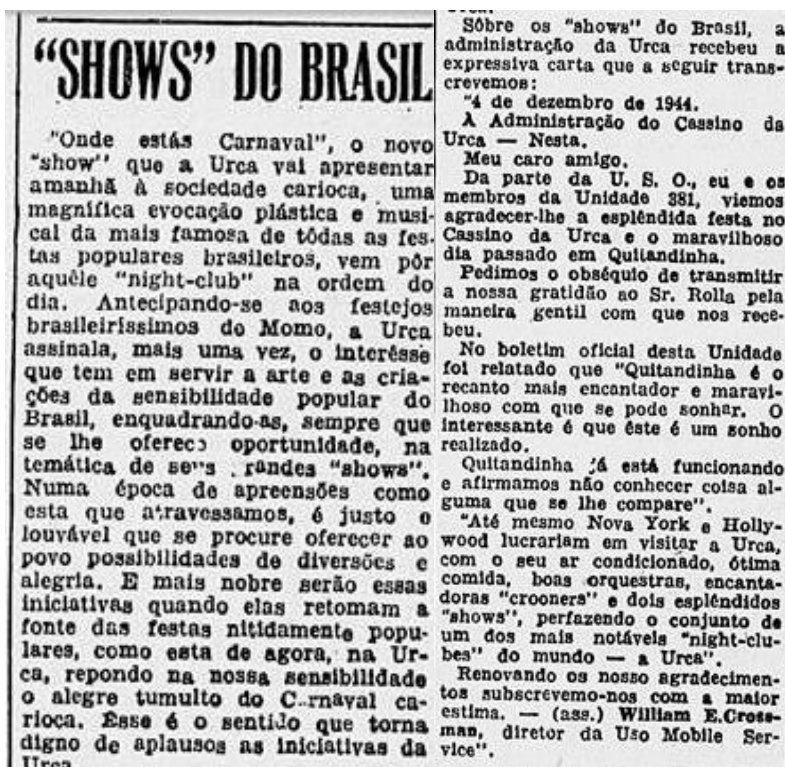 "SHOWS" DO BRASIL
"Onde estás Carnaval", o novo
"show" que a Urca vai apresentar
amanhã à sociedade carioca, uma
magnífica evocação plástica e musi-
cal da mais famosa de tôdas as fes-
tas populares brasileiros, vem pôr
aquêle "night-club" na ordem do
dia. Antecipando-se aos festejos
brasileiríssimos de Momo, a Urca
assinala, mais uma vez, o interêsse
que tem em servir a arte e as cria-
ções da sensibilidade popular do
Brasil, enquadrando-as, sempre que
se lhe oferece oportunidade, na
temática de seus randes "shows".
Numa época de apreensões como
esta que atravessamos, é justo e
louvável que se procure oferecer ao
povo possibilidades de diversões e
alegria. E mais nobre serão essas
iniciativas quando elas retomam a
fonte das festas nitidamente popu-
lares, como esta de agora, na Ur-
ca, repondo na nossa sensibilidade
o alegre tumulto do Carnaval ca-
rioca. Êsse é o sentido que torna
digno de aplausos as iniciativas da
Urca.
Sôbre os "shows" do Brasil, a
administração da Urca recebeu a
expressiva carta que a seguir trans-
crevemos:
"4 de dezembro de 1944.
À Administração do Cassino da
Urca — Nesta.
Meu caro amigo.
Da parte da U. S. O., eu e os
membros da Unidade 381, viemos
agradecer-lhe a esplêndida festa no
Cassino da Urca e o maravilhoso
dia passado em Quitandinha.
Pedimos o obséquio de transmitir
a nossa gratidão ao Sr. Rolla pela
maneira gentil com que nos rece-
beu.
No boletim oficial desta Unidade
foi relatado que "Quitandinha é o
recanto mais encantador e maravi-
lhoso com que se pode sonhar. O
interessante é que êste é um sonho
realizado.
Quitandinha já está funcionando
e afirmamos não conhecer coisa al-
guma que se lhe compare".
"Até mesmo Nova York e Holly-
wood lucrariam em visitar a Urca,
com o seu ar condicionado, ótima
comida, boas orquestras, encanta-
doras "crooners" e dois esplêndidos
"shows", perfazendo o conjunto de
um dos mais notáveis "night-clu-
bes" do mundo — a Urca".
Renovando os nosso agradecimen-
tos subscrevemo-nos com a maior
estima. — (ass.) William E.Cross-
man, diretor da Uso Mobile Ser-
vice".